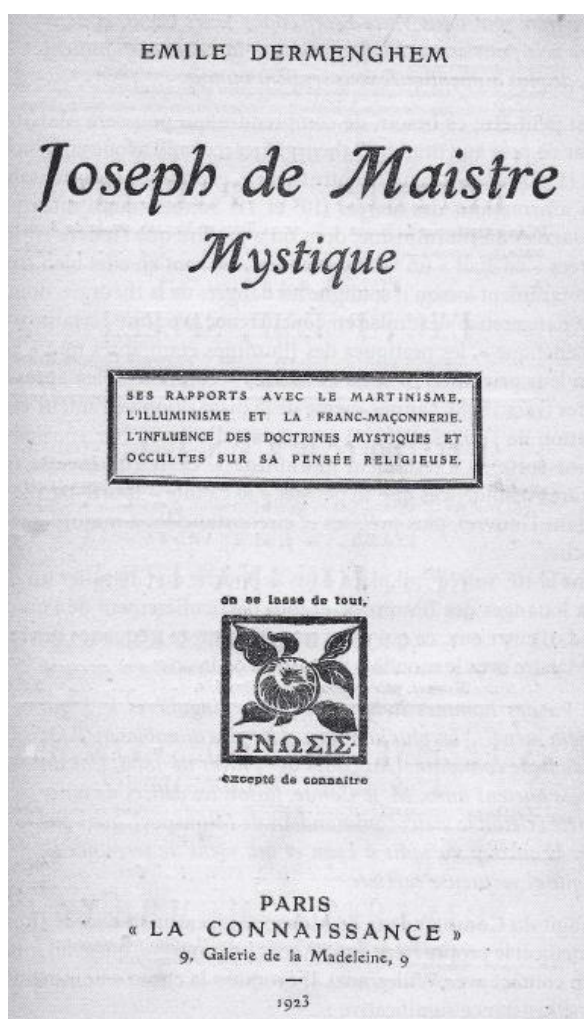 EMILE DERMENGHEM
Joseph de Maistre
Mystique
SES RAPPORTS AVEC LE MARTINISME,
L'ILLUMINISME ET LA FRANC-MAÇONNERIE.
L'INFLUENCE DES DOCTRINES MYSTIQUES ET
OCCULTES SUR SA PENSÉE RELIGIEUSE.
on se lasse de tout,
ΓΝΩΣΙΣ
excepté de connaître
PARIS
« LA CONNAISSANCE »
9, Galerie de la Madeleine, 9
1923